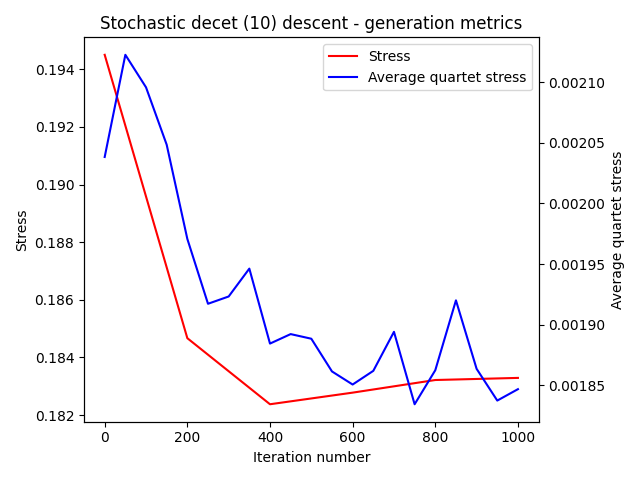 Stochastic decet (10) descent - generation metrics
Stress
Average quartet stress
0.194
0.192
0.190
0.188
0.186
0.184
0.182
Stress
0.00210
0.00205
0.00200
0.00195
0.00190
0.00185
Average quartet stress
0 200 400 600 800 1000
Iteration number